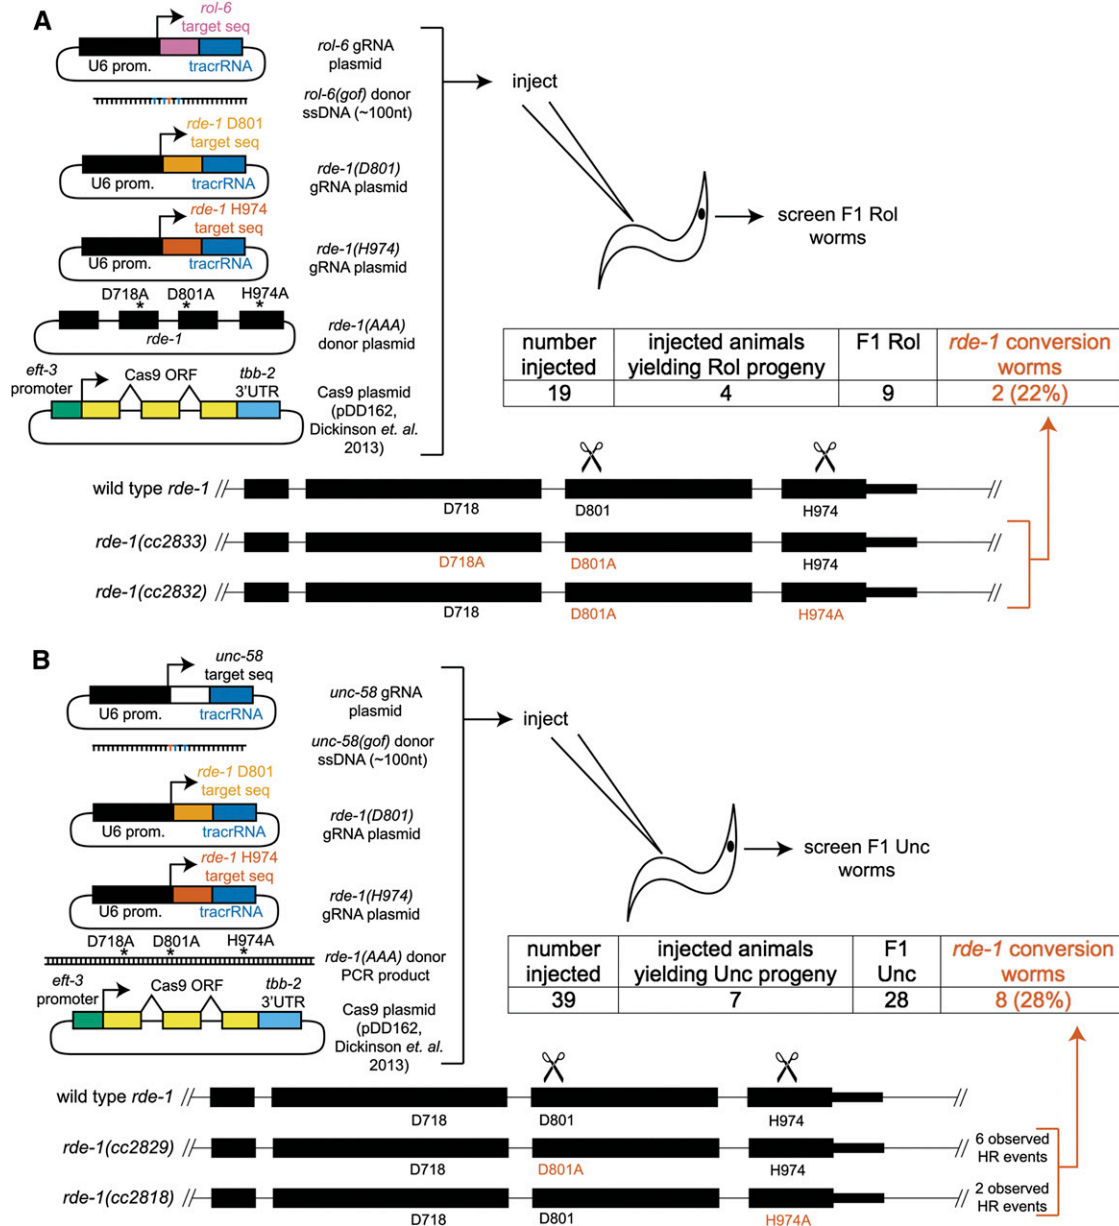 A
rol-6
target seq
U6 prom. tracrRNA
rol-6 gRNA
plasmid
rol-6(gof) donor
ssDNA (~100nt)
rde-1 D801
target seq
U6 prom. tracrRNA
rde-1(D801)
gRNA plasmid
rde-1 H974
target seq
U6 prom. tracrRNA
rde-1(H974)
gRNA plasmid
D718A D801A H974A
* * *
rde-1
rde-1(AAA)
donor plasmid
eft-3
promoter
Cas9 ORF
tbb-2
3'UTR
Cas9 plasmid
(pDD162,
Dickinson et. al.
2013)
inject
screen F1 Rol
worms
number
injected
injected animals
yielding Rol progeny
F1 Rol
rde-1 conversion
worms
19 4 9 2 (22%)
wild type rde-1
D718 D801 H974
rde-1(cc2833)
D718A D801A H974
rde-1(cc2832)
D718 D801A H974A
B
unc-58
target seq
U6 prom. tracrRNA
unc-58 gRNA
plasmid
unc-58(gof) donor
ssDNA (~100nt)
rde-1 D801
target seq
U6 prom. tracrRNA
rde-1(D801)
gRNA plasmid
rde-1 H974
target seq
U6 prom. tracrRNA
rde-1(H974)
gRNA plasmid
D718A D801A H974A
* * *
rde-1(AAA) donor
PCR product
eft-3
promoter
Cas9 ORF
tbb-2
3'UTR
Cas9 plasmid
(pDD162,
Dickinson et. al.
2013)
inject
screen F1 Unc
worms
number
injected
injected animals
yielding Unc progeny
F1
Unc
rde-1 conversion
worms
39 7 28 8 (28%)
wild type rde-1
D718 D801 H974
rde-1(cc2829)
D718 D801A H974
6 observed
HR events
rde-1(cc2818)
D718 D801 H974A
2 observed
HR events